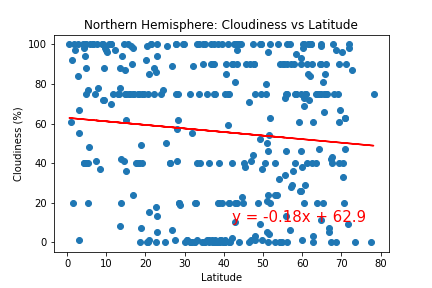 Northern Hemisphere: Cloudiness vs Latitude
100
80
60
40
20
0
Cloudiness (%)
y = -0.18x + 62.9
0 10 20 30 40 50 60 70 80
Latitude